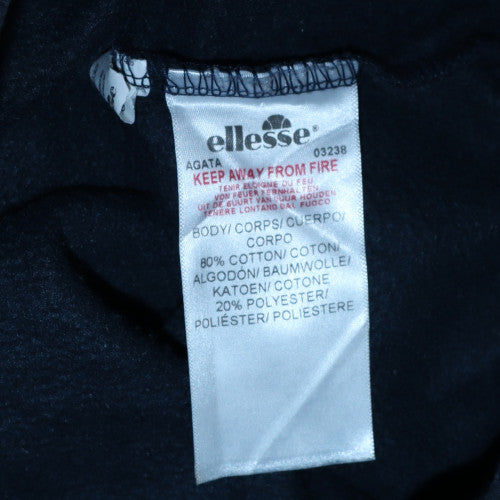 ellesse®
AGATA 03238
KEEP AWAY FROM FIRE
TENIR ELOIGNE DU FEU
VON FEUER FERNHALTEN
UIT DE BUURT VAN VUUR HOUDEN
TENERE LONTANO DAL FUOCO
BODY/ CORPS/ CUERPO/
CORPO
80% COTTON/ COTON/
ALGODÓN/ BAUMWOLLE/
KATOEN/ COTONE
20% POLYESTER/
POLIÉSTER/ POLIESTERE